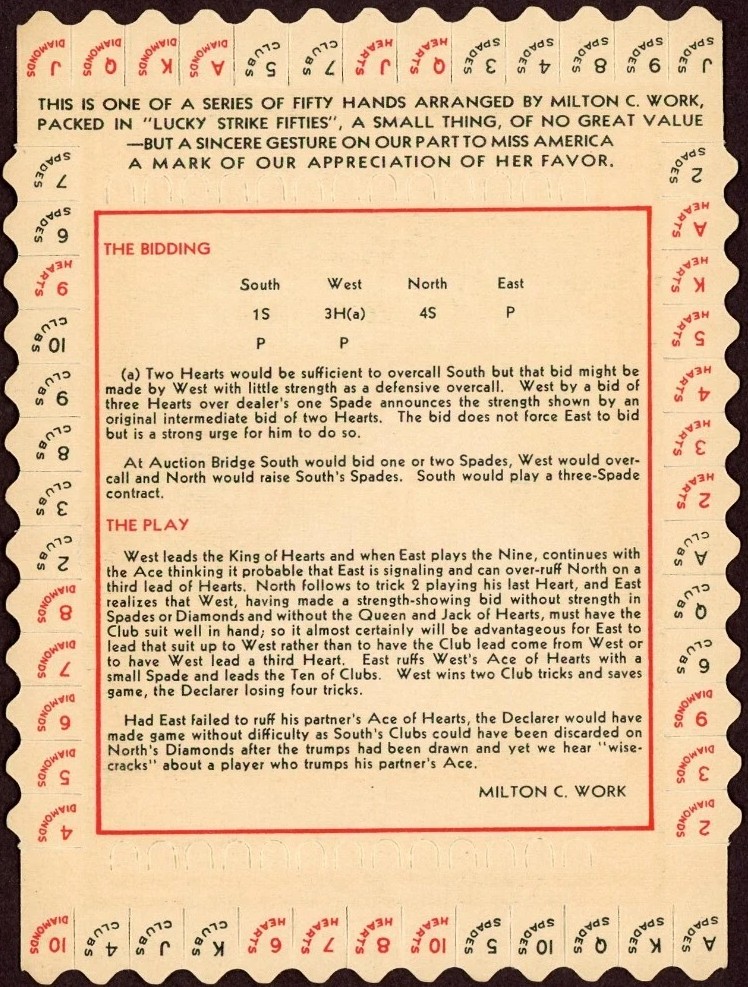 J DIAMONDS
Q DIAMONDS
K DIAMONDS
A DIAMONDS
5 CLUBS
7 CLUBS
J HEARTS
Q HEARTS
3 SPADES
4 SPADES
8 SPADES
9 SPADES
J SPADES
THIS IS ONE OF A SERIES OF FIFTY HANDS ARRANGED BY MILTON C. WORK,
PACKED IN "LUCKY STRIKE FIFTIES", A SMALL THING, OF NO GREAT VALUE
—BUT A SINCERE GESTURE ON OUR PART TO MISS AMERICA
A MARK OF OUR APPRECIATION OF HER FAVOR.
7 SPADES
6 SPADES
9 HEARTS
10 CLUBS
9 CLUBS
8 CLUBS
3 CLUBS
2 CLUBS
8 DIAMONDS
7 DIAMONDS
6 DIAMONDS
5 DIAMONDS
4 DIAMONDS
THE BIDDING
South West North East
1S 3H(a) 4S P
P P
(a) Two Hearts would be sufficient to overcall South but that bid might be
made by West with little strength as a defensive overcall. West by a bid of
three Hearts over dealer's one Spade announces the strength shown by an
original intermediate bid of two Hearts. The bid does not force East to bid
but is a strong urge for him to do so.
At Auction Bridge South would bid one or two Spades, West would over-
call and North would raise South's Spades. South would play a three-Spade
contract.
THE PLAY
West leads the King of Hearts and when East plays the Nine, continues with
the Ace thinking it probable that East is signaling and can over-ruff North on a
third lead of Hearts. North follows to trick 2 playing his last Heart, and East
realizes that West, having made a strength-showing bid without strength in
Spades or Diamonds and without the Queen and Jack of Hearts, must have the
Club suit well in hand; so it almost certainly will be advantageous for East to
lead that suit up to West rather than to have the Club lead come from West or
to have West lead a third Heart. East ruffs West's Ace of Hearts with a
small Spade and leads the Ten of Clubs. West wins two Club tricks and saves
game, the Declarer losing four tricks.
Had East failed to ruff his partner's Ace of Hearts, the Declarer would have
made game without difficulty as South's Clubs could have been discarded on
North's Diamonds after the trumps had been drawn and yet we hear "wise-
cracks" about a player who trumps his partner's Ace.
MILTON C. WORK
2 SPADES
A HEARTS
K HEARTS
5 HEARTS
4 HEARTS
3 HEARTS
2 HEARTS
A CLUBS
Q CLUBS
6 CLUBS
9 DIAMONDS
3 DIAMONDS
2 DIAMONDS
10 DIAMONDS
4 CLUBS
J CLUBS
K CLUBS
6 HEARTS
7 HEARTS
8 HEARTS
10 HEARTS
5 SPADES
10 SPADES
Q SPADES
K SPADES
A SPADES